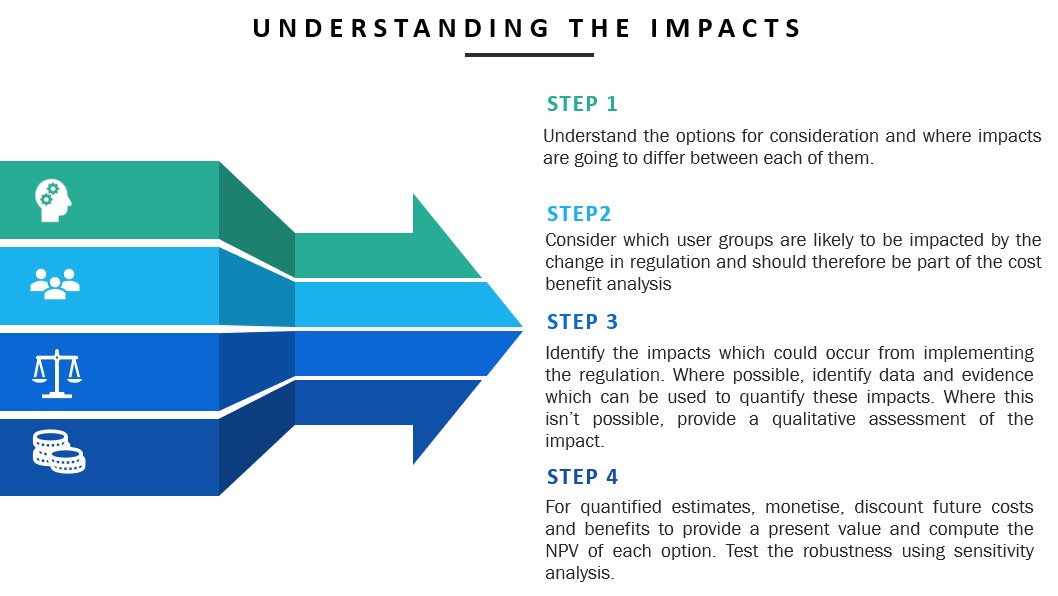 UNDERSTANDING THE IMPACTS
STEP 1
Understand the options for consideration and where impacts
are going to differ between each of them.
STEP2
Consider which user groups are likely to be impacted by the
change in regulation and should therefore be part of the cost
benefit analysis
STEP 3
Identify the impacts which could occur from implementing
the regulation. Where possible, identify data and evidence
which can be used to quantify these impacts. Where this
isn’t possible, provide a qualitative assessment of the
impact.
STEP 4
For quantified estimates, monetise, discount future costs
and benefits to provide a present value and compute the
NPV of each option. Test the robustness using sensitivity
analysis.